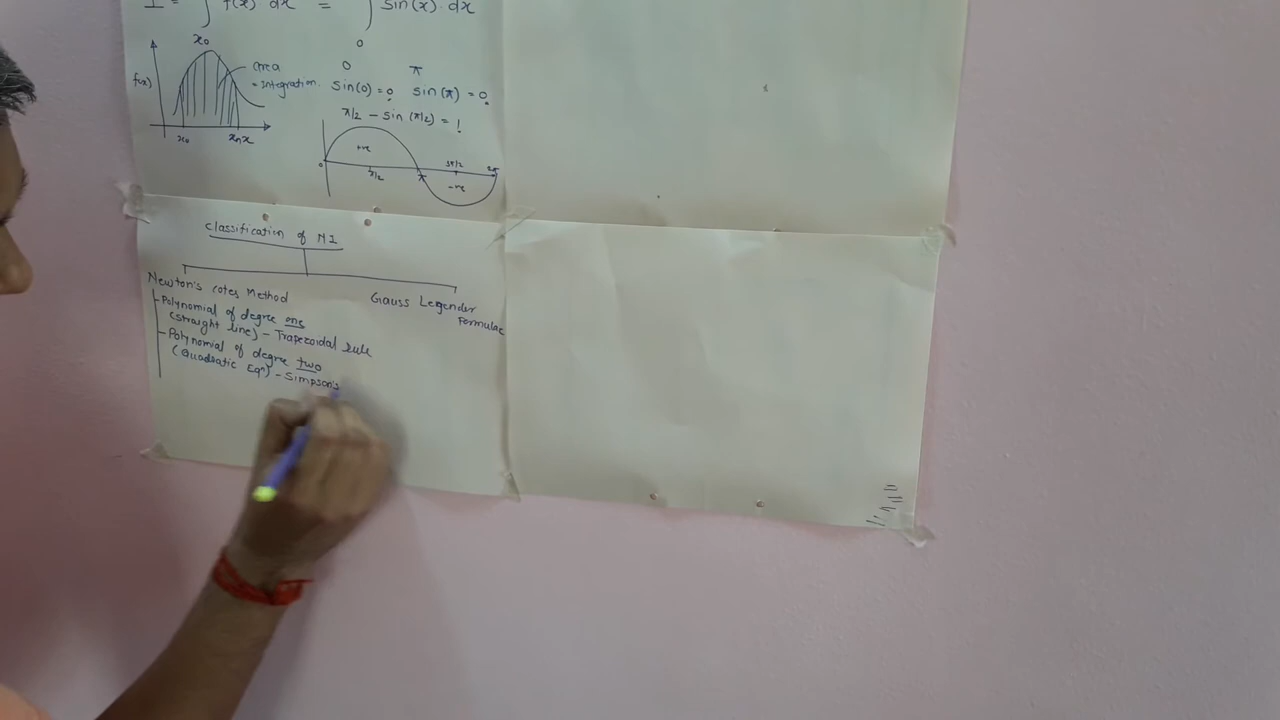 I = ∫ f(x) dx = ∫ sin(x) . dx
x0 0
f(x) area 0 π
= integration. sin(0) = 0 sin(π) = 0
x0 xn x π/2 - sin (π/2) = 1
+ve 3π/2 2π
0 π/2 π -ve
Classification of NI
Newton's cotes Method
Gauss Legender
Formulae
Polynomial of degree one
(straight line) - Trapezoidal rule
Polynomial of degree two
(Quadratic Eqn) - Simpson's